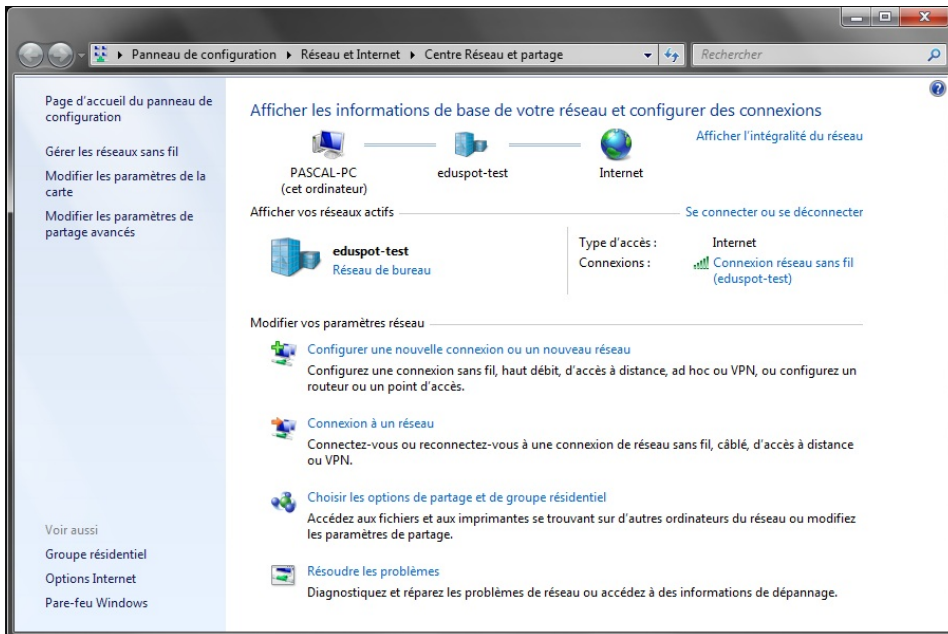 Panneau de configuration ▸ Réseau et Internet ▸ Centre Réseau et partage
Rechercher
Page d'accueil du panneau de
configuration
Gérer les réseaux sans fil
Modifier les paramètres de la
carte
Modifier les paramètres de
partage avancés
Voir aussi
Groupe résidentiel
Options Internet
Pare-feu Windows
Afficher les informations de base de votre réseau et configurer des connexions
Afficher l'intégralité du réseau
PASCAL-PC
(cet ordinateur)
eduspot-test
Internet
Afficher vos réseaux actifs
Se connecter ou se déconnecter
eduspot-test
Réseau de bureau
Type d'accès : Internet
Connexions : Connexion réseau sans fil
(eduspot-test)
Modifier vos paramètres réseau
Configurer une nouvelle connexion ou un nouveau réseau
Configurez une connexion sans fil, haut débit, d'accès à distance, ad hoc ou VPN, ou configurez un
routeur ou un point d'accès.
Connexion à un réseau
Connectez-vous ou reconnectez-vous à une connexion de réseau sans fil, câblé, d'accès à distance
ou VPN.
Choisir les options de partage et de groupe résidentiel
Accédez aux fichiers et aux imprimantes se trouvant sur d'autres ordinateurs du réseau ou modifiez
les paramètres de partage.
Résoudre les problèmes
Diagnostiquez et réparez les problèmes de réseau ou accédez à des informations de dépannage.